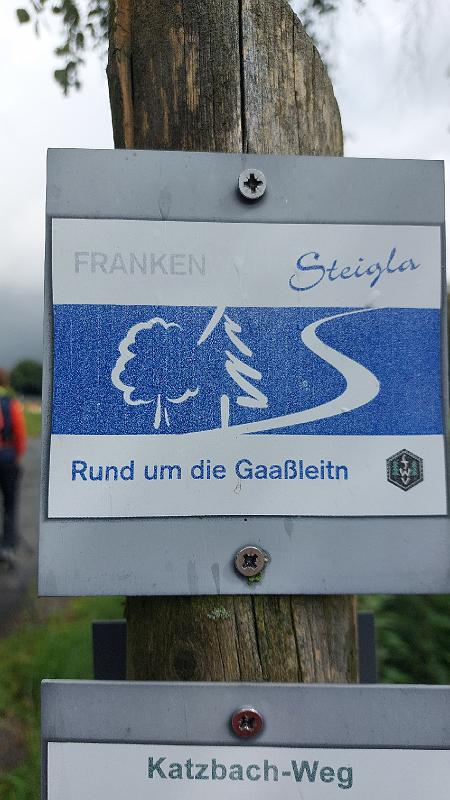 FRANKEN Steigla
Rund um die Gaaßleitn
Katzbach-Weg